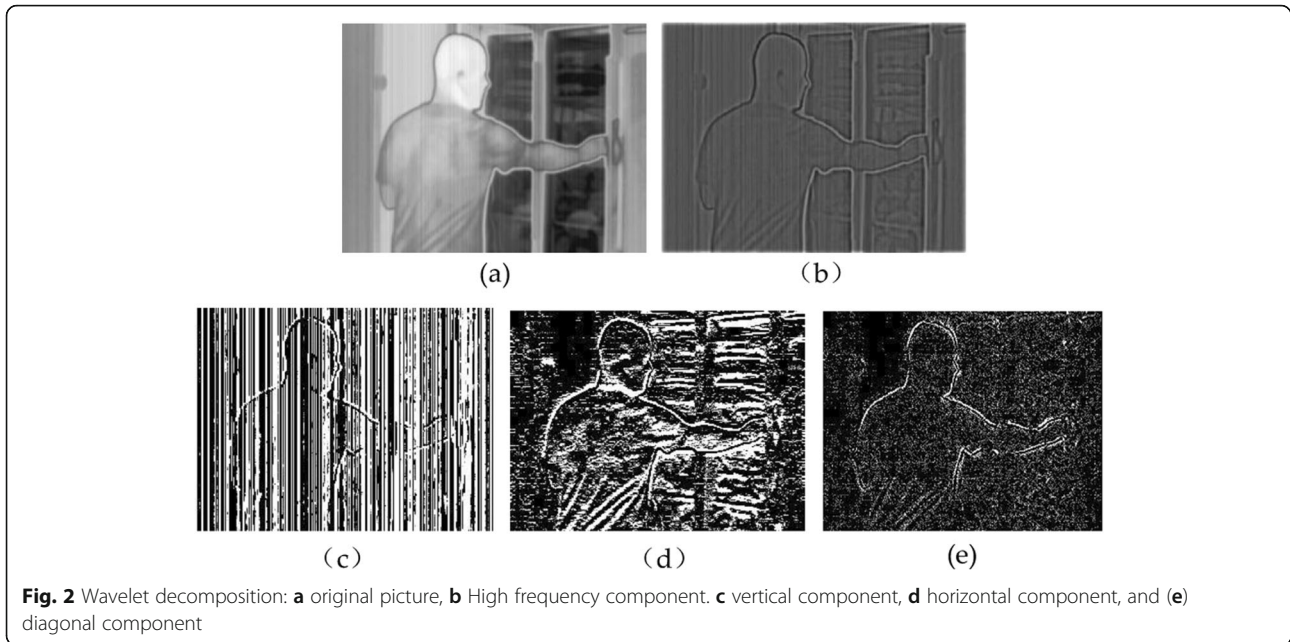 (a)
（b）
（c）
（d）
(e)
Fig. 2 Wavelet decomposition: a original picture, b High frequency component. c vertical component, d horizontal component, and (e)
diagonal component